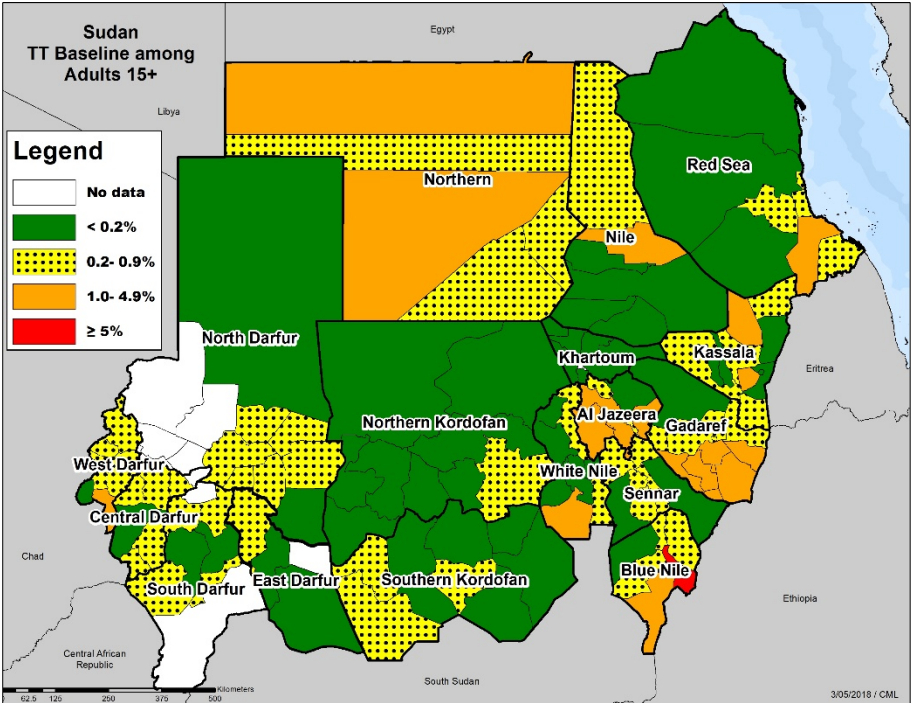 Sudan
TT Baseline among
Adults 15+
Egypt
Libya
Legend
No data
< 0.2%
0.2- 0.9%
1.0- 4.9%
≥ 5%
Northern
Red Sea
Nile
North Darfur
Khartoum
Kassala
Eritrea
Northern Kordofan
Al Jazeera
Gadaref
West Darfur
White Nile
Sennar
Central Darfur
Chad
South Darfur
East Darfur
Southern Kordofan
Blue Nile
Ethiopia
Central African
Republic
South Sudan
Kilometers
0 62.5 125 250 375 500
3/05/2018 / CML